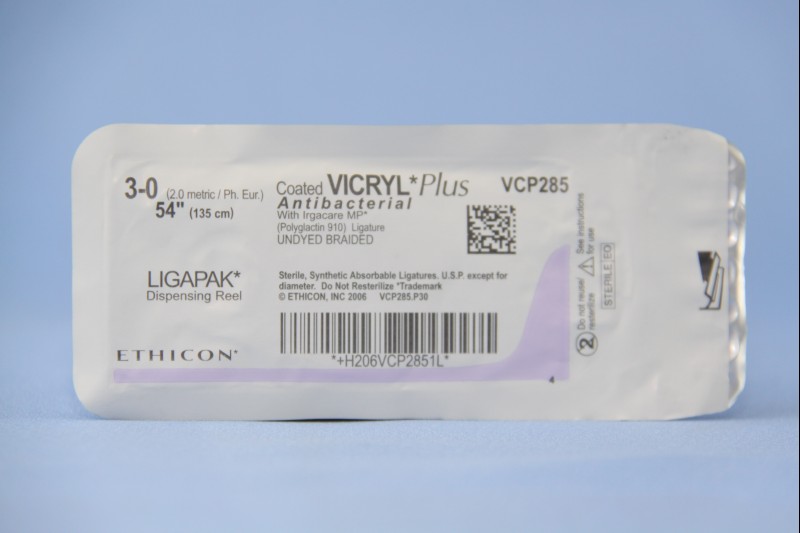 3-0 (2.0 metric / Ph. Eur.)
54" (135 cm)
Coated VICRYL*Plus
Antibacterial
With Irgacare MP*
(Polyglactin 910) Ligature
UNDYED BRAIDED
VCP285
LIGAPAK*
Dispensing Reel
Sterile, Synthetic Absorbable Ligatures. U.S.P. except for
diameter. Do Not Resterilize *Trademark
© ETHICON, INC 2006 VCP285.P30
*+H206VCP2851L*
ETHICON*
4
2 Do not reuse/
resterilize
See instructions
for use
STERILE EO